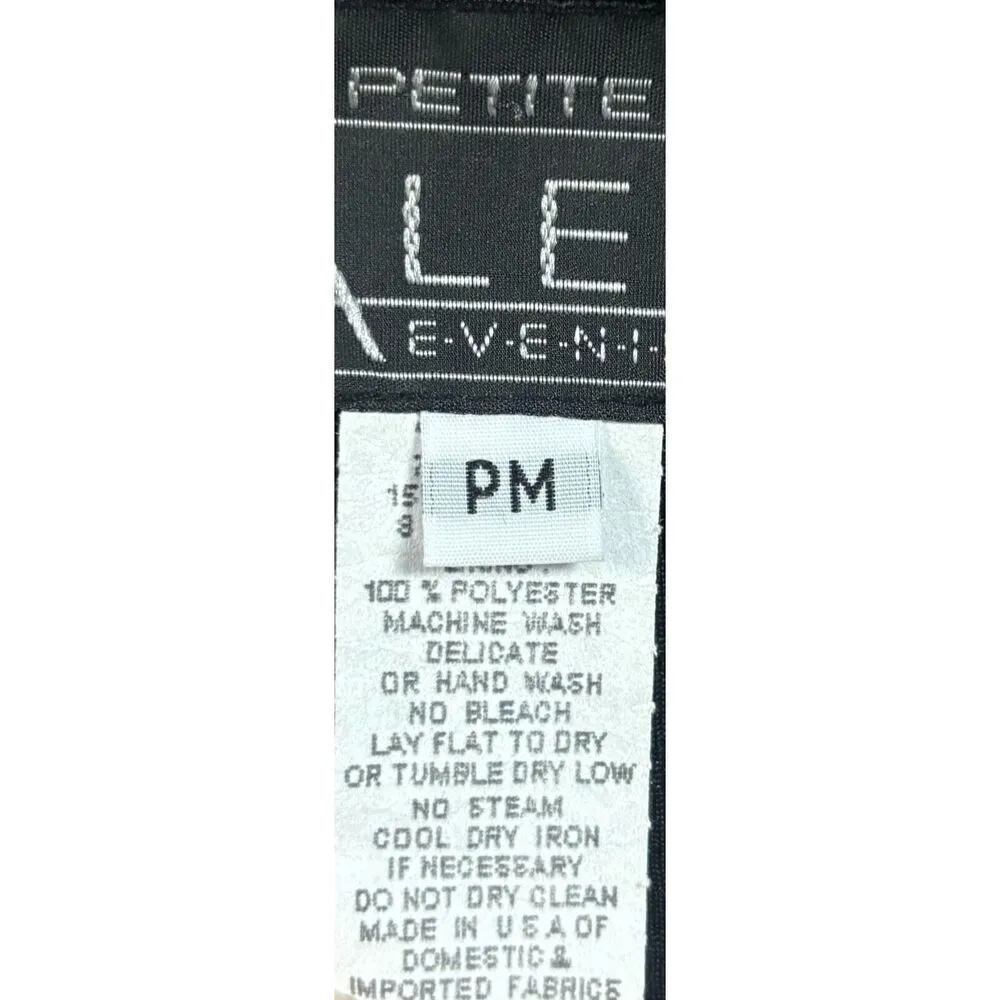 PETITE
LE
E·V·E·N·I·
PM
100 % POLYESTER
MACHINE WASH
DELICATE
OR HAND WASH
NO BLEACH
LAY FLAT TO DRY
OR TUMBLE DRY LOW
NO STEAM
COOL DRY IRON
IF NECESSARY
DO NOT DRY CLEAN
MADE IN U S A OF
DOMESTIC &
IMPORTED FABRICS